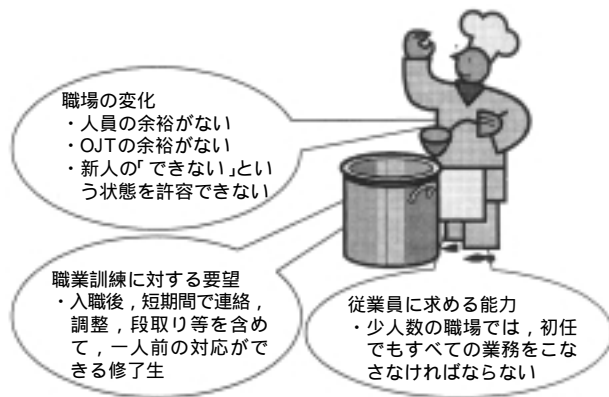 職場の変化
・人員の余裕がない
・OJTの余裕がない
・新人の「できない」とい
う状態を許容できない
職業訓練に対する要望
・入職後，短期間で連絡，
調整，段取り等を含め
て，一人前の対応がで
きる修了生
従業員に求める能力
・少人数の職場では，初任
でもすべての業務をこな
さなければならない